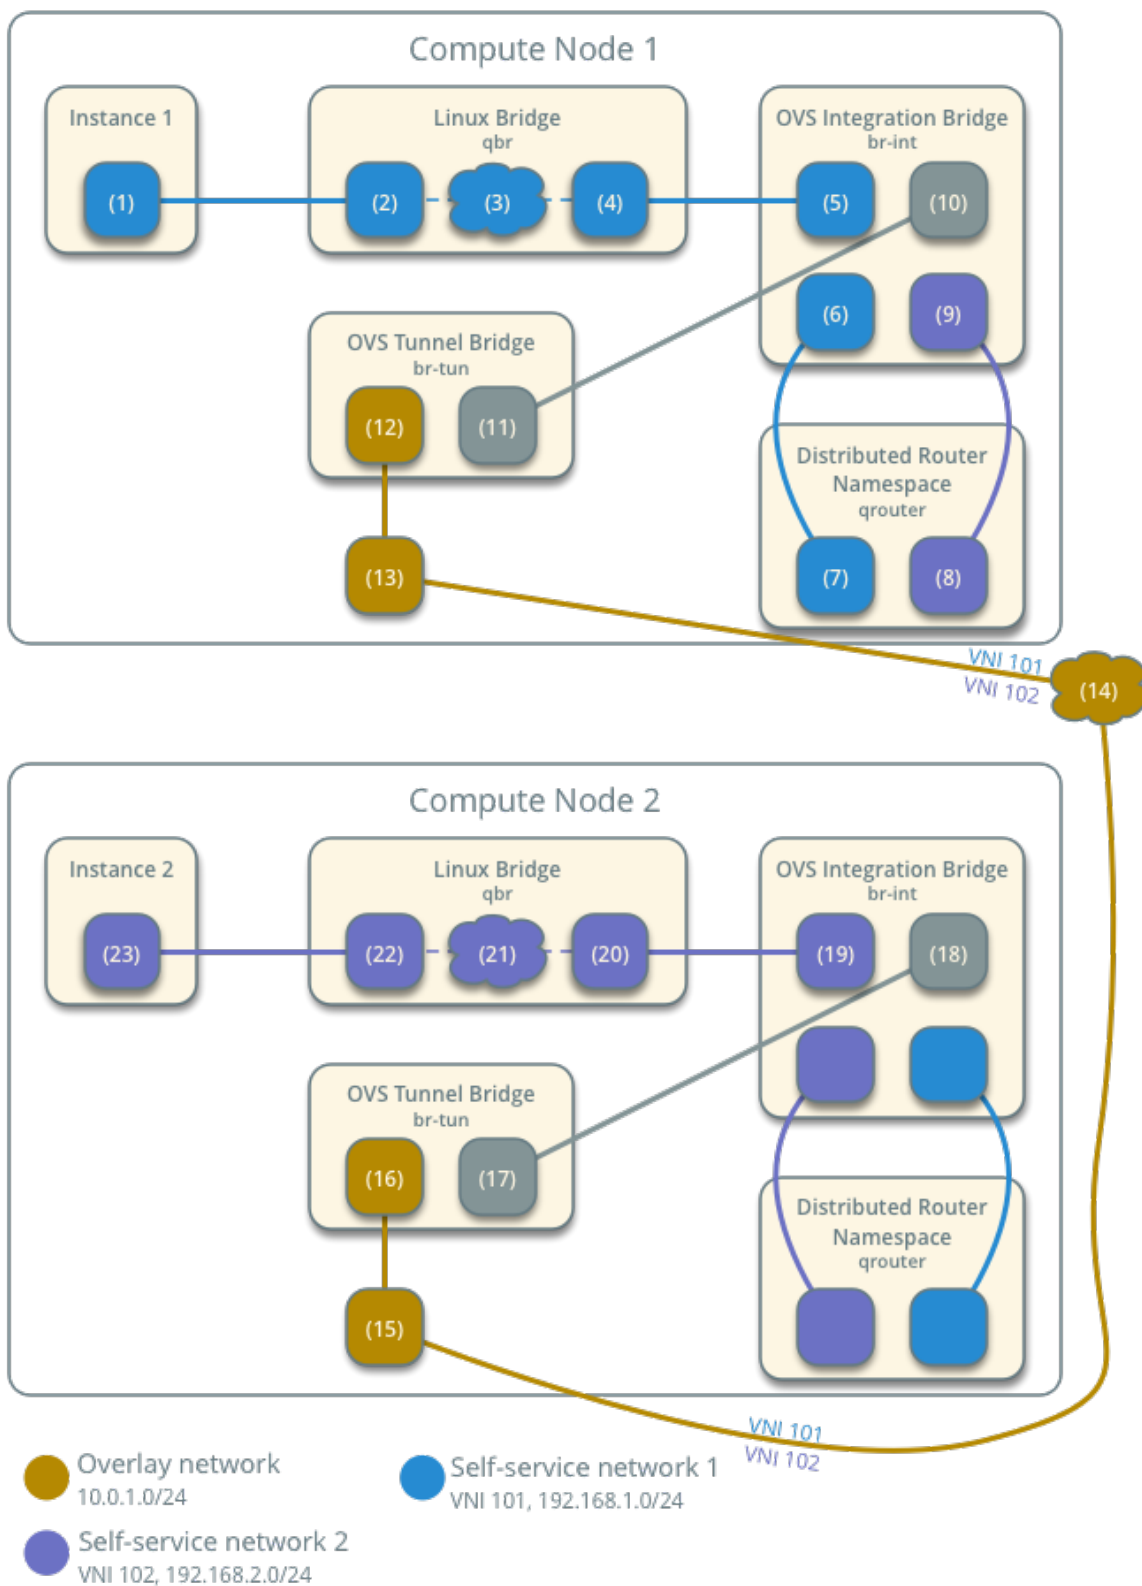 Compute Node 1
Instance 1
Linux Bridge
qbr
OVS Integration Bridge
br-int
(1)
(2)
(3)
(4)
(5)
(10)
(6)
(9)
OVS Tunnel Bridge
br-tun
(12)
(11)
Distributed Router
Namespace
qrouter
(13)
(7)
(8)
VNI 101
VNI 102
(14)
Compute Node 2
Instance 2
Linux Bridge
qbr
OVS Integration Bridge
br-int
(23)
(22)
(21)
(20)
(19)
(18)
OVS Tunnel Bridge
br-tun
(16)
(17)
Distributed Router
Namespace
qrouter
(15)
VNI 101
VNI 102
Overlay network
10.0.1.0/24
Self-service network 1
VNI 101, 192.168.1.0/24
Self-service network 2
VNI 102, 192.168.2.0/24